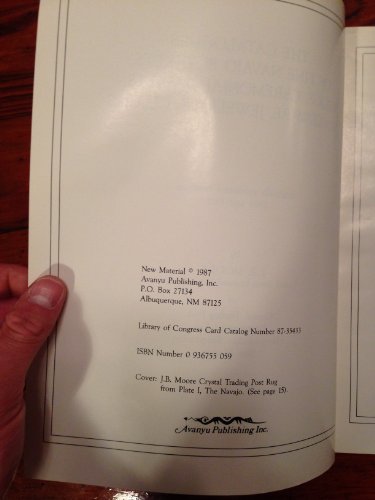 New Material © 1987
Avanyu Publishing, Inc.
P.O. Box 27134
Albuquerque, NM 87125
Library of Congress Card Catalog Number 87-35433
ISBN Number 0 936755 059
Cover: J.B. Moore Crystal Trading Post Rug
from Plate I, The Navajo. (See page 15).
Avanyu Publishing Inc.